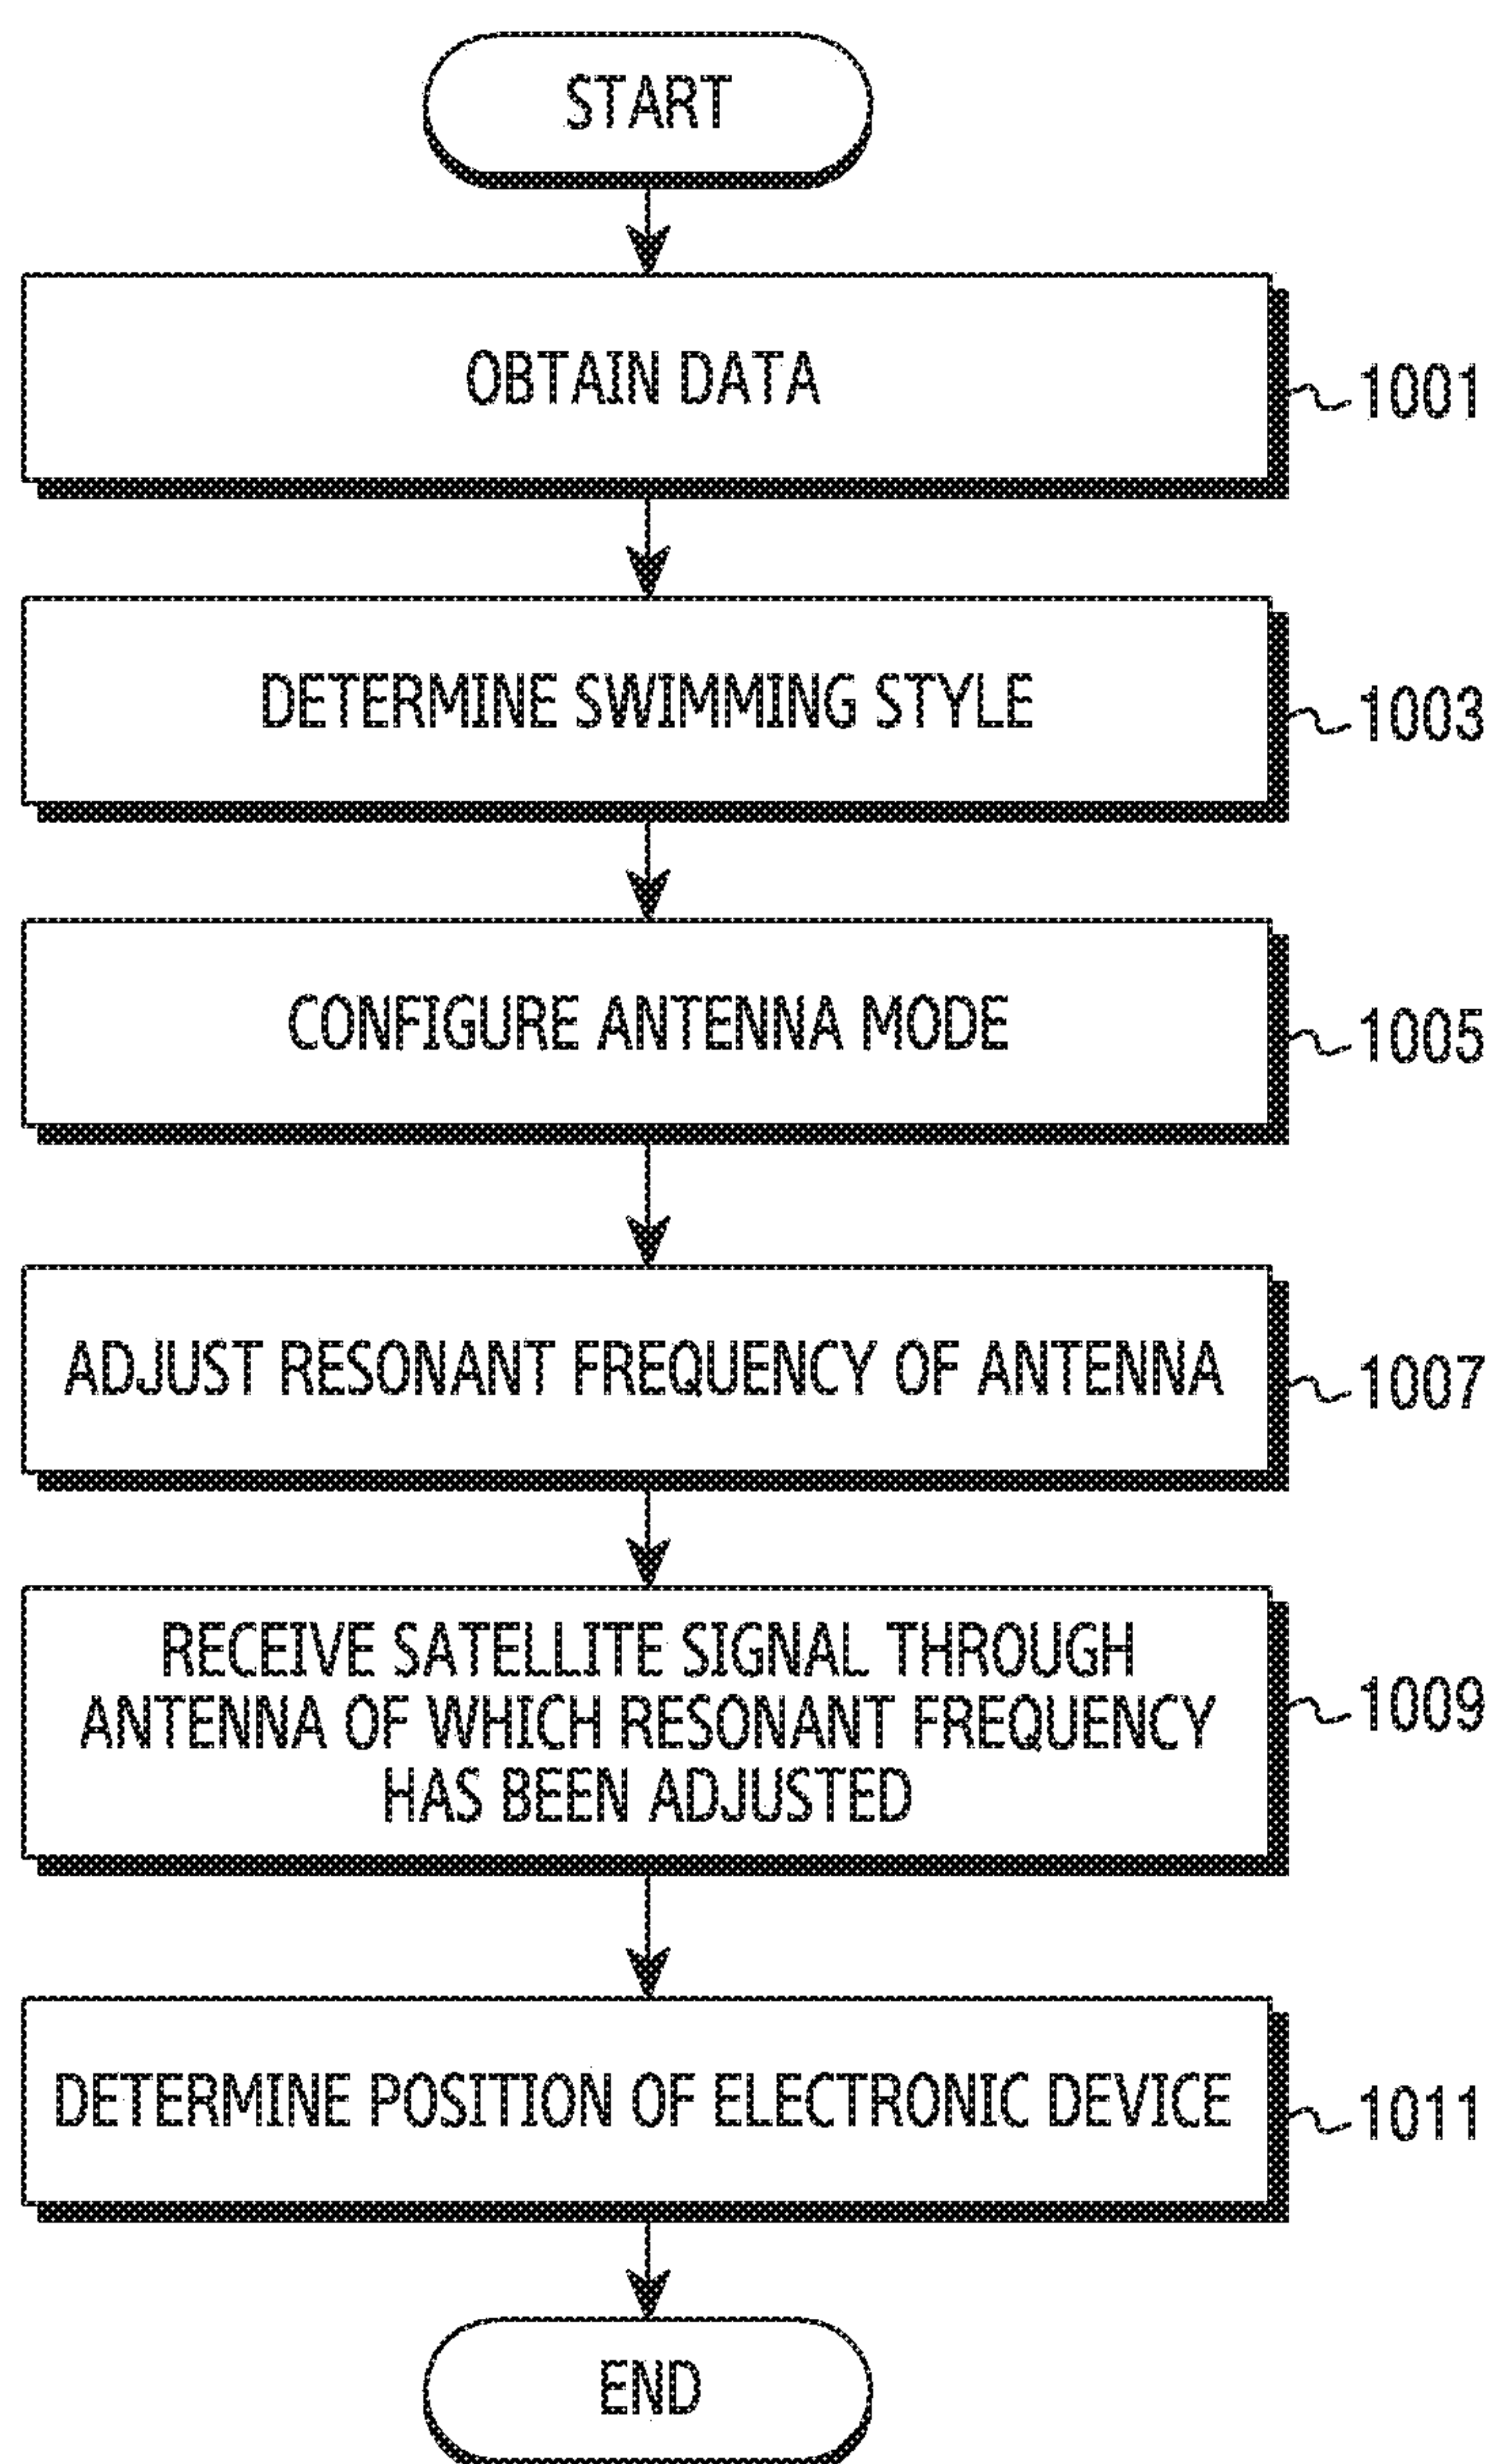 START
OBTAIN DATA
1001
DETERMINE SWIMMING STYLE
1003
CONFIGURE ANTENNA MODE
1005
ADJUST RESONANT FREQUENCY OF ANTENNA
1007
RECEIVE SATELLITE SIGNAL THROUGH
ANTENNA OF WHICH RESONANT FREQUENCY
HAS BEEN ADJUSTED
1009
DETERMINE POSITION OF ELECTRONIC DEVICE
1011
END